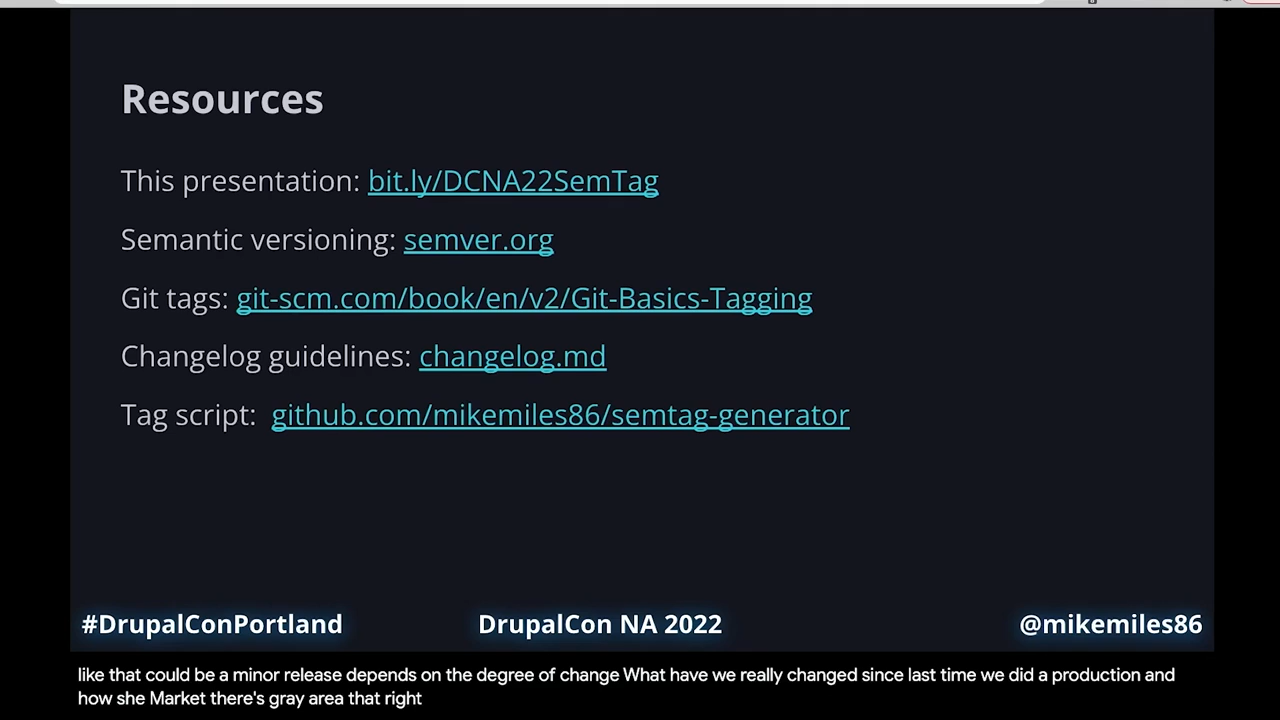 Resources
This presentation: bit.ly/DCNA22SemTag
Semantic versioning: semver.org
Git tags: git-scm.com/book/en/v2/Git-Basics-Tagging
Changelog guidelines: changelog.md
Tag script: github.com/mikemiles86/semtag-generator
#DrupalConPortland DrupalCon NA 2022 @mikemiles86
like that could be a minor release depends on the degree of change What have we really changed since last time we did a production and
how she Market there's gray area that right